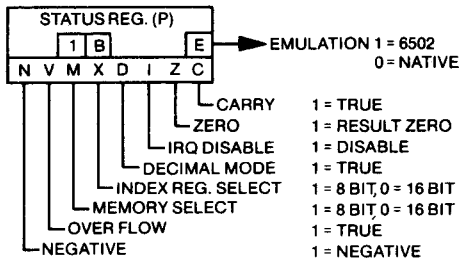 STATUS REG. (P)
1 B E EMULATION 1 = 6502
0 = NATIVE
N V M X D I Z C
CARRY 1 = TRUE
ZERO 1 = RESULT ZERO
IRQ DISABLE 1 = DISABLE
DECIMAL MODE 1 = TRUE
INDEX REG. SELECT 1 = 8 BIT, 0 = 16 BIT
MEMORY SELECT 1 = 8 BIT, 0 = 16 BIT
OVER FLOW 1 = TRUE
NEGATIVE 1 = NEGATIVE